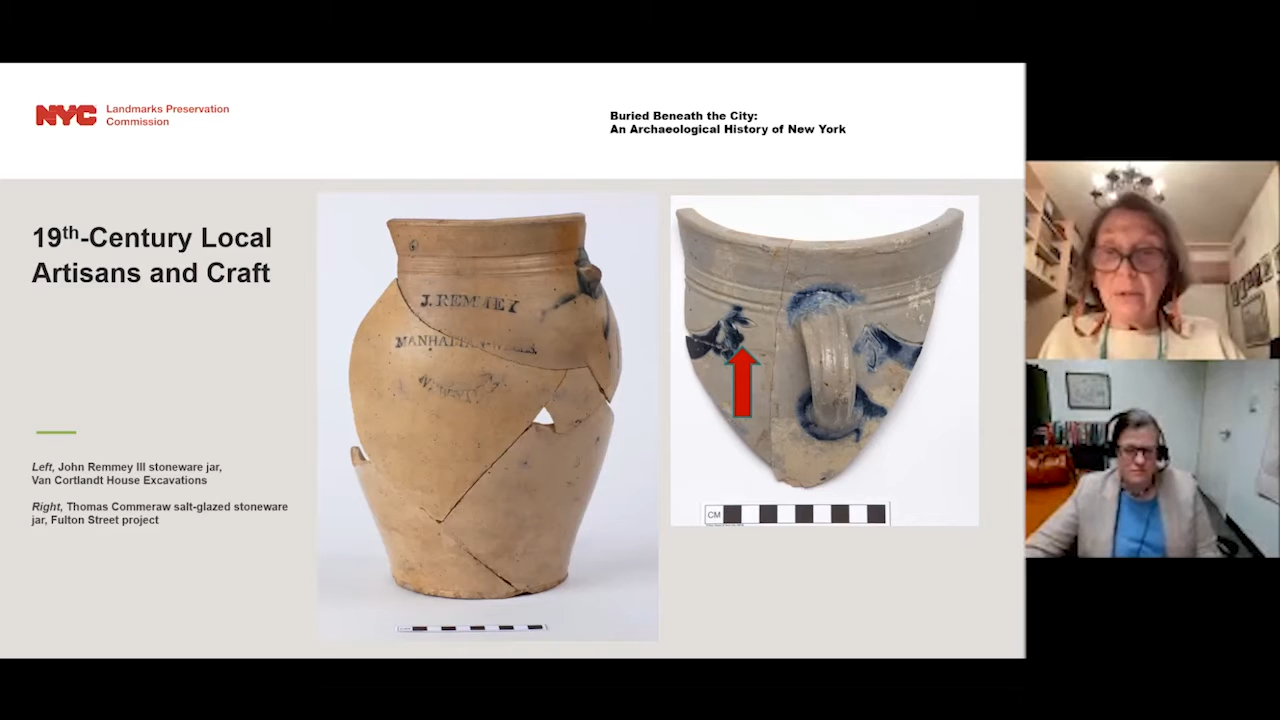 NYC Landmarks Preservation
Commission
Buried Beneath the City:
An Archaeological History of New York
19th-Century Local
Artisans and Craft
Left, John Remmey III stoneware jar,
Van Cortlandt House Excavations
Right, Thomas Commeraw salt-glazed stoneware
jar, Fulton Street project
J. REMMEY
MANHATTAN-WELLS
CM